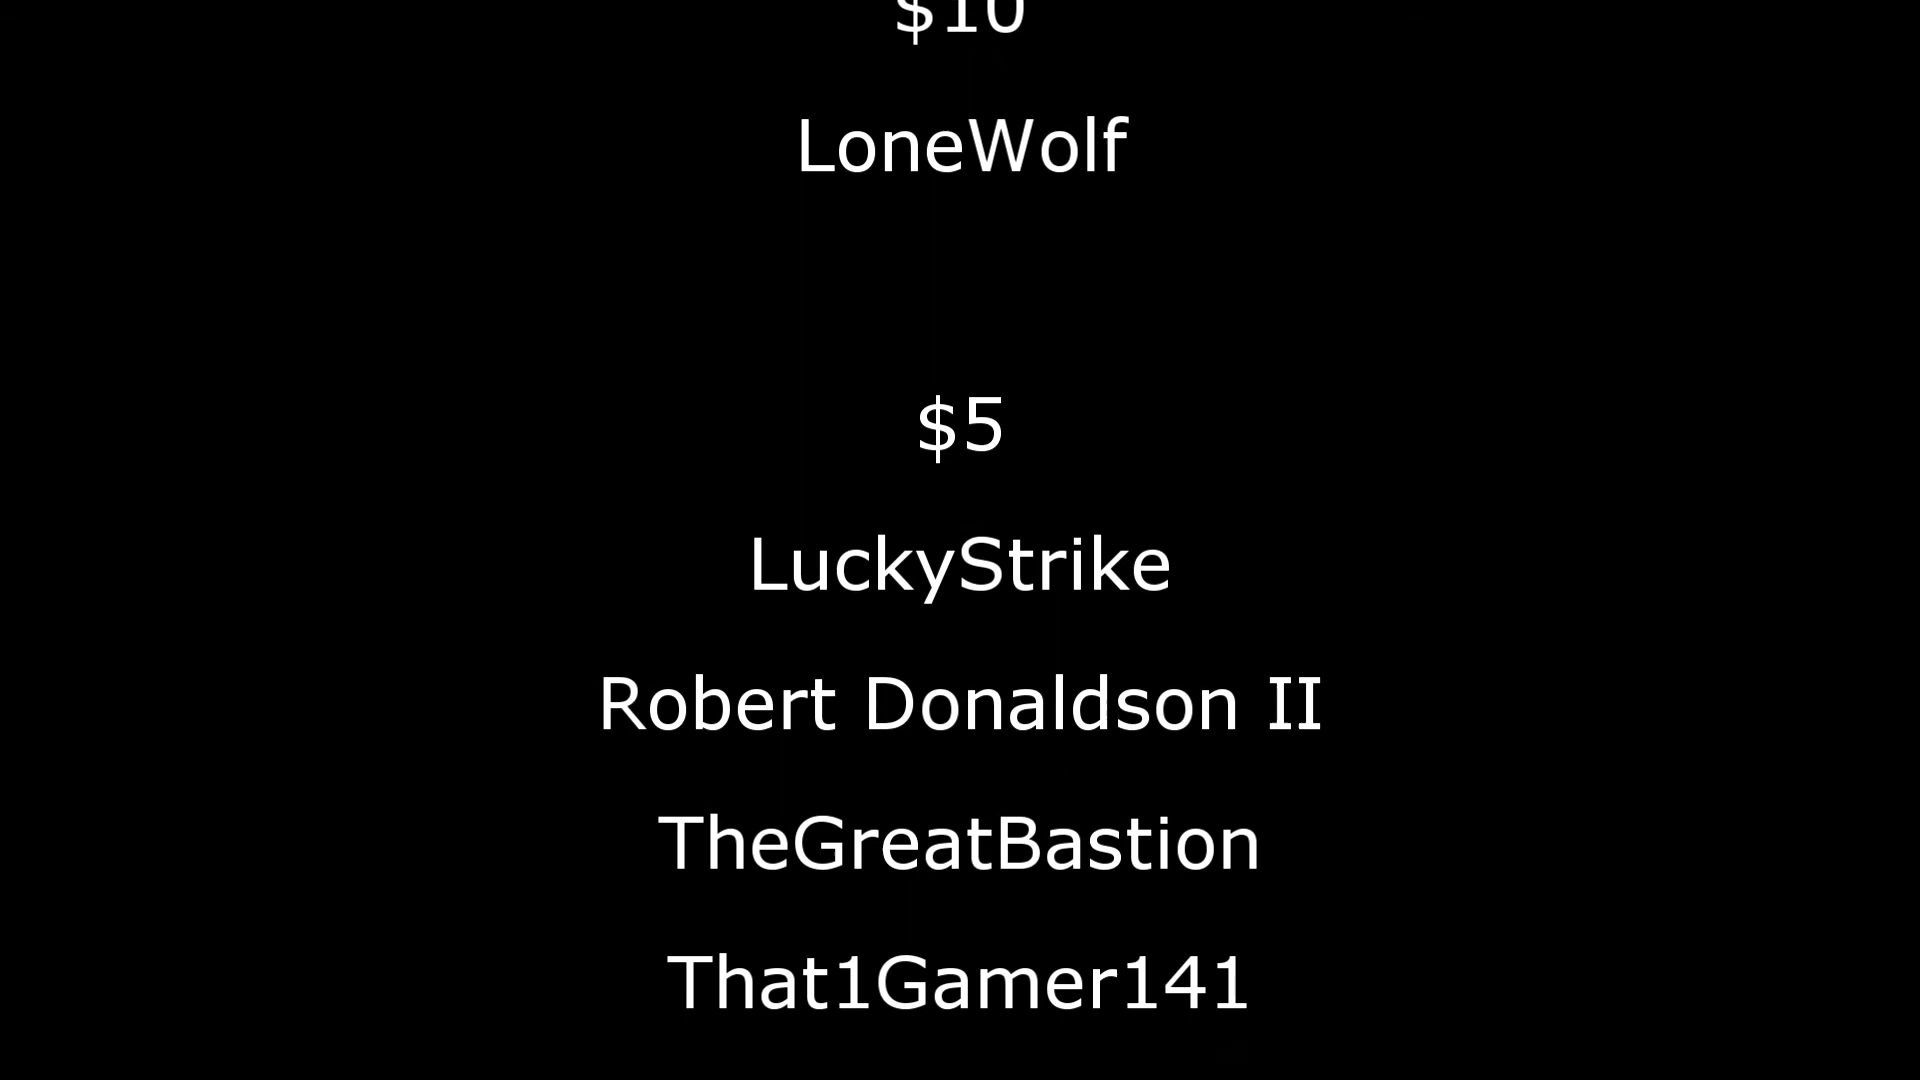 $10
LoneWolf
$5
LuckyStrike
Robert Donaldson II
TheGreatBastion
That1Gamer141